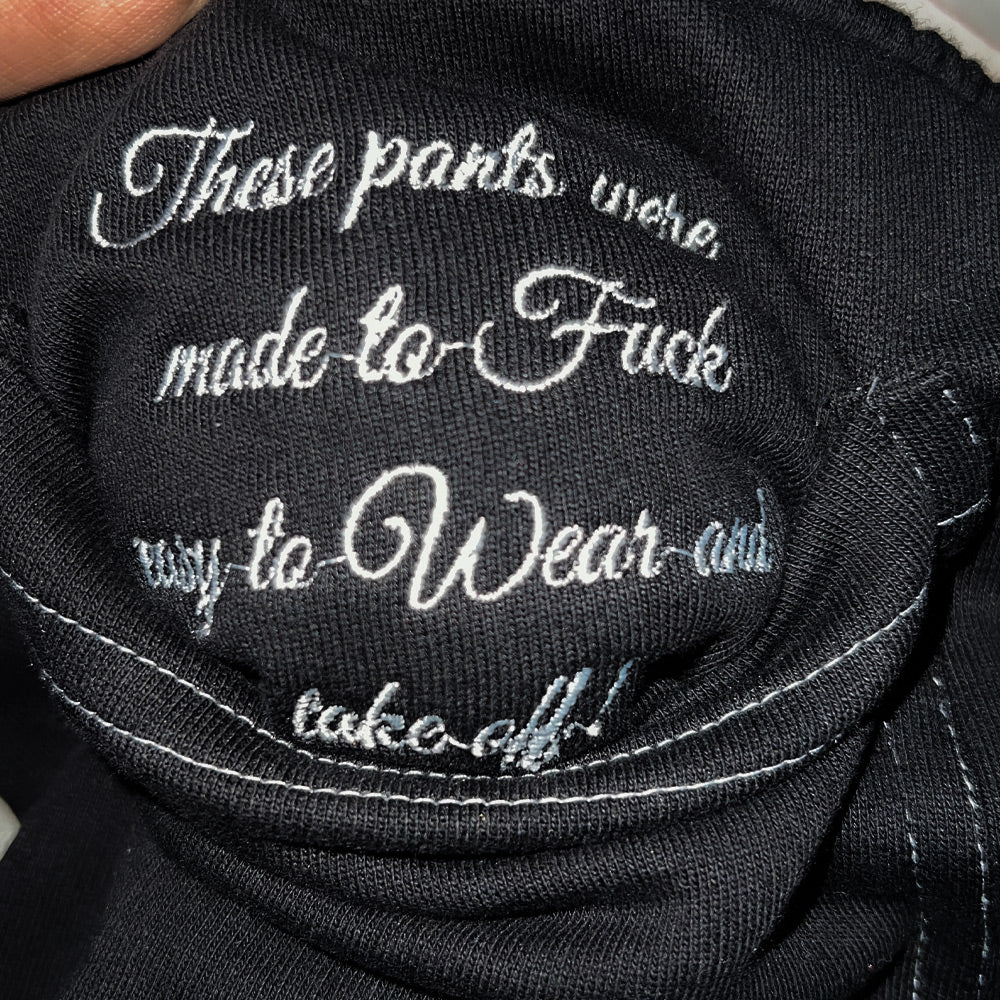 These pants were
made to Fuck
easy to Wear and
take off!